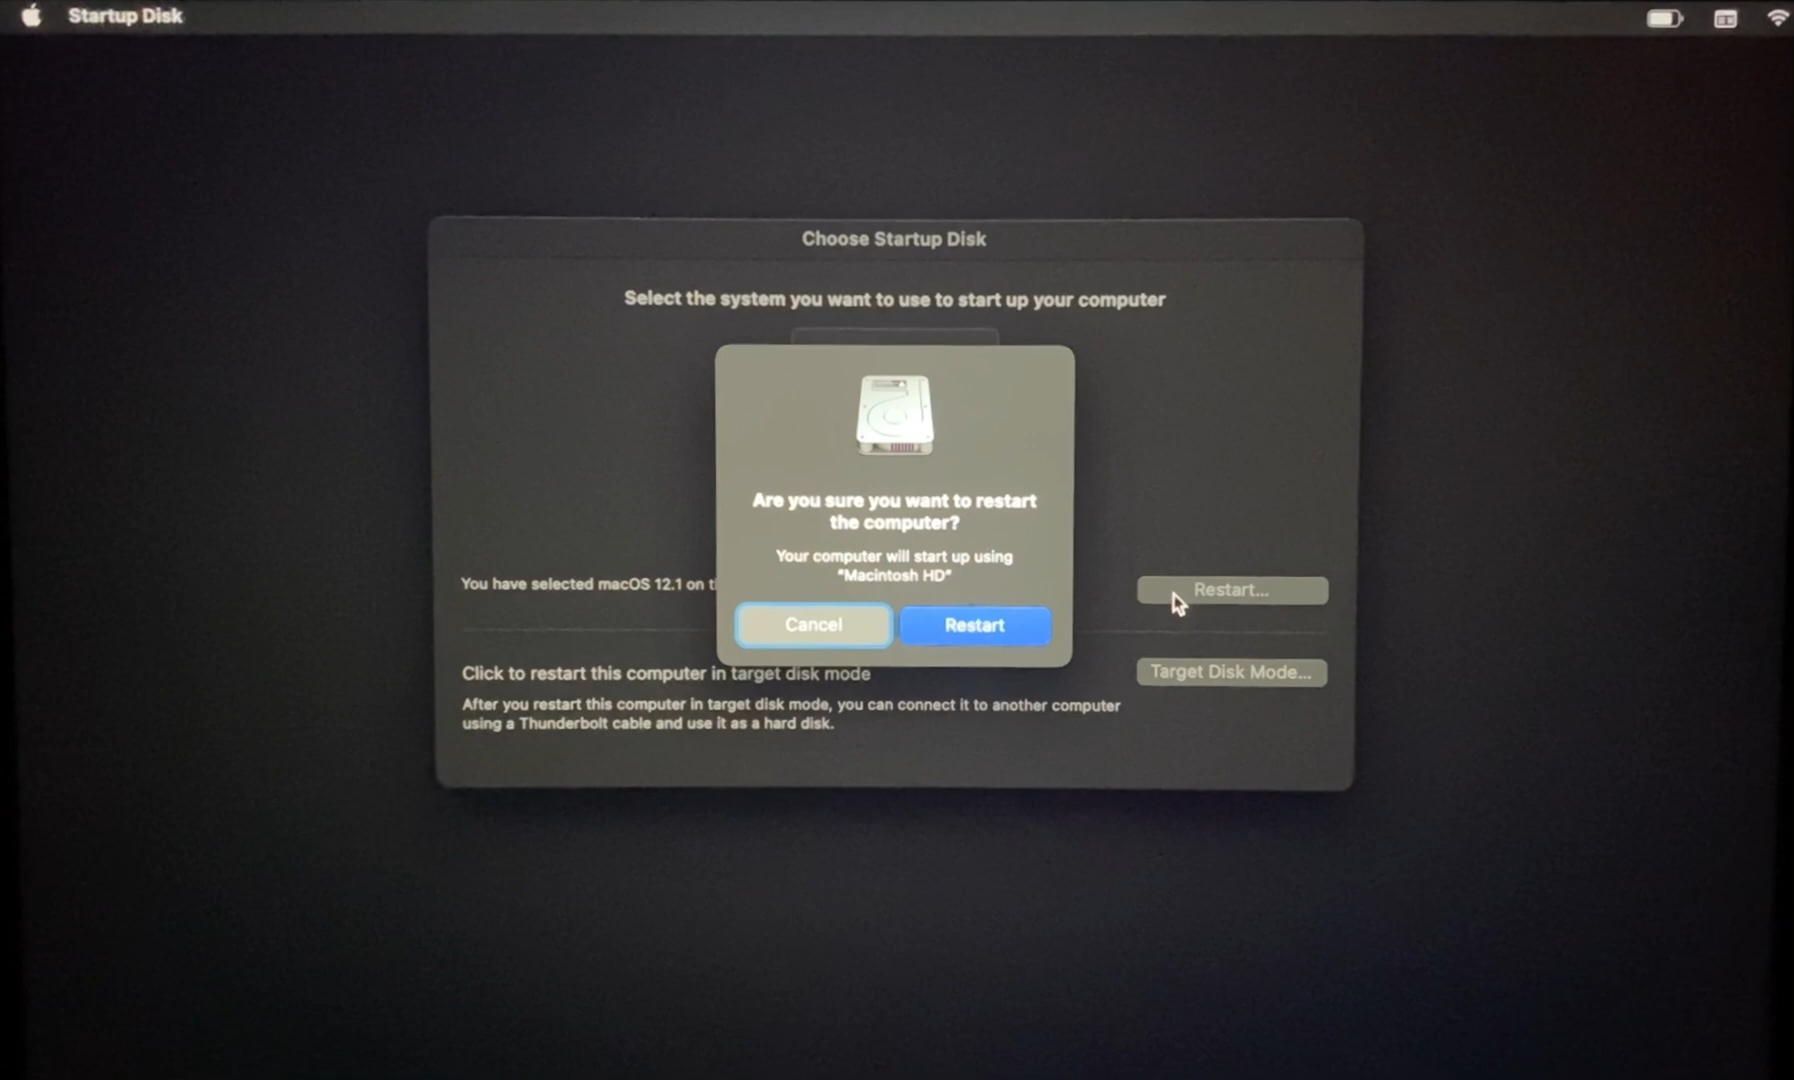 Startup Disk
Choose Startup Disk
Select the system you want to use to start up your computer
Are you sure you want to restart
the computer?
Your computer will start up using
"Macintosh HD"
Cancel
Restart
You have selected macOS 12.1 on
Restart...
Click to restart this computer in target disk mode
Target Disk Mode...
After you restart this computer in target disk mode, you can connect it to another computer
using a Thunderbolt cable and use it as a hard disk.